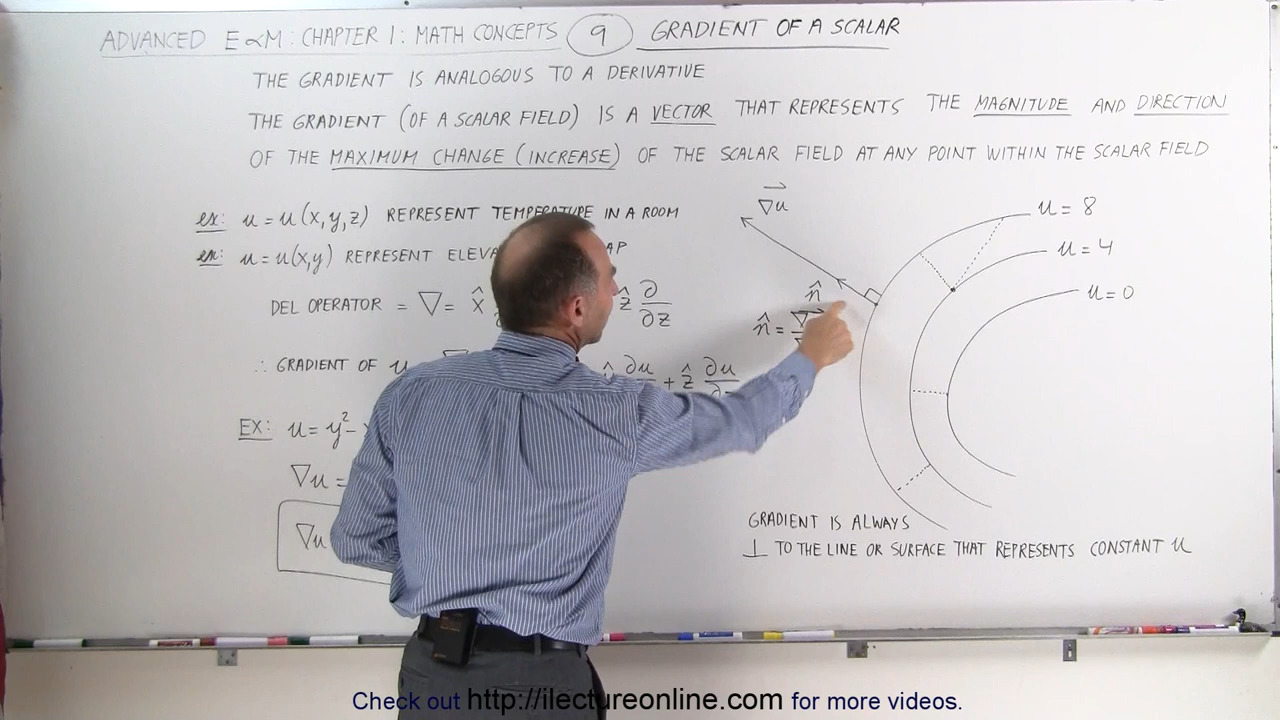 ADVANCED E∝M: CHAPTER 1: MATH CONCEPTS 9 GRADIENT OF A SCALAR
THE GRADIENT IS ANALOGOUS TO A DERIVATIVE
THE GRADIENT (OF A SCALAR FIELD) IS A VECTOR THAT REPRESENTS THE MAGNITUDE AND DIRECTION
OF THE MAXIMUM CHANGE (INCREASE) OF THE SCALAR FIELD AT ANY POINT WITHIN THE SCALAR FIELD
ex: u = u(x,y,z) REPRESENT TEMPERATURE IN A ROOM
ex: u = u(x,y) REPRESENT
DEL OPERATOR = ∇ = x̂ ẑ ∂/∂z
∴ GRADIENT OF u ∂u + ẑ ∂u
EX: u = y² -
∇u =
∇u
∇u
n̂
n̂ =
u = 8
u = 4
u = 0
GRADIENT IS ALWAYS
⊥ TO THE LINE OR SURFACE THAT REPRESENTS CONSTANT u
Check out http://ilectureonline.com for more videos.